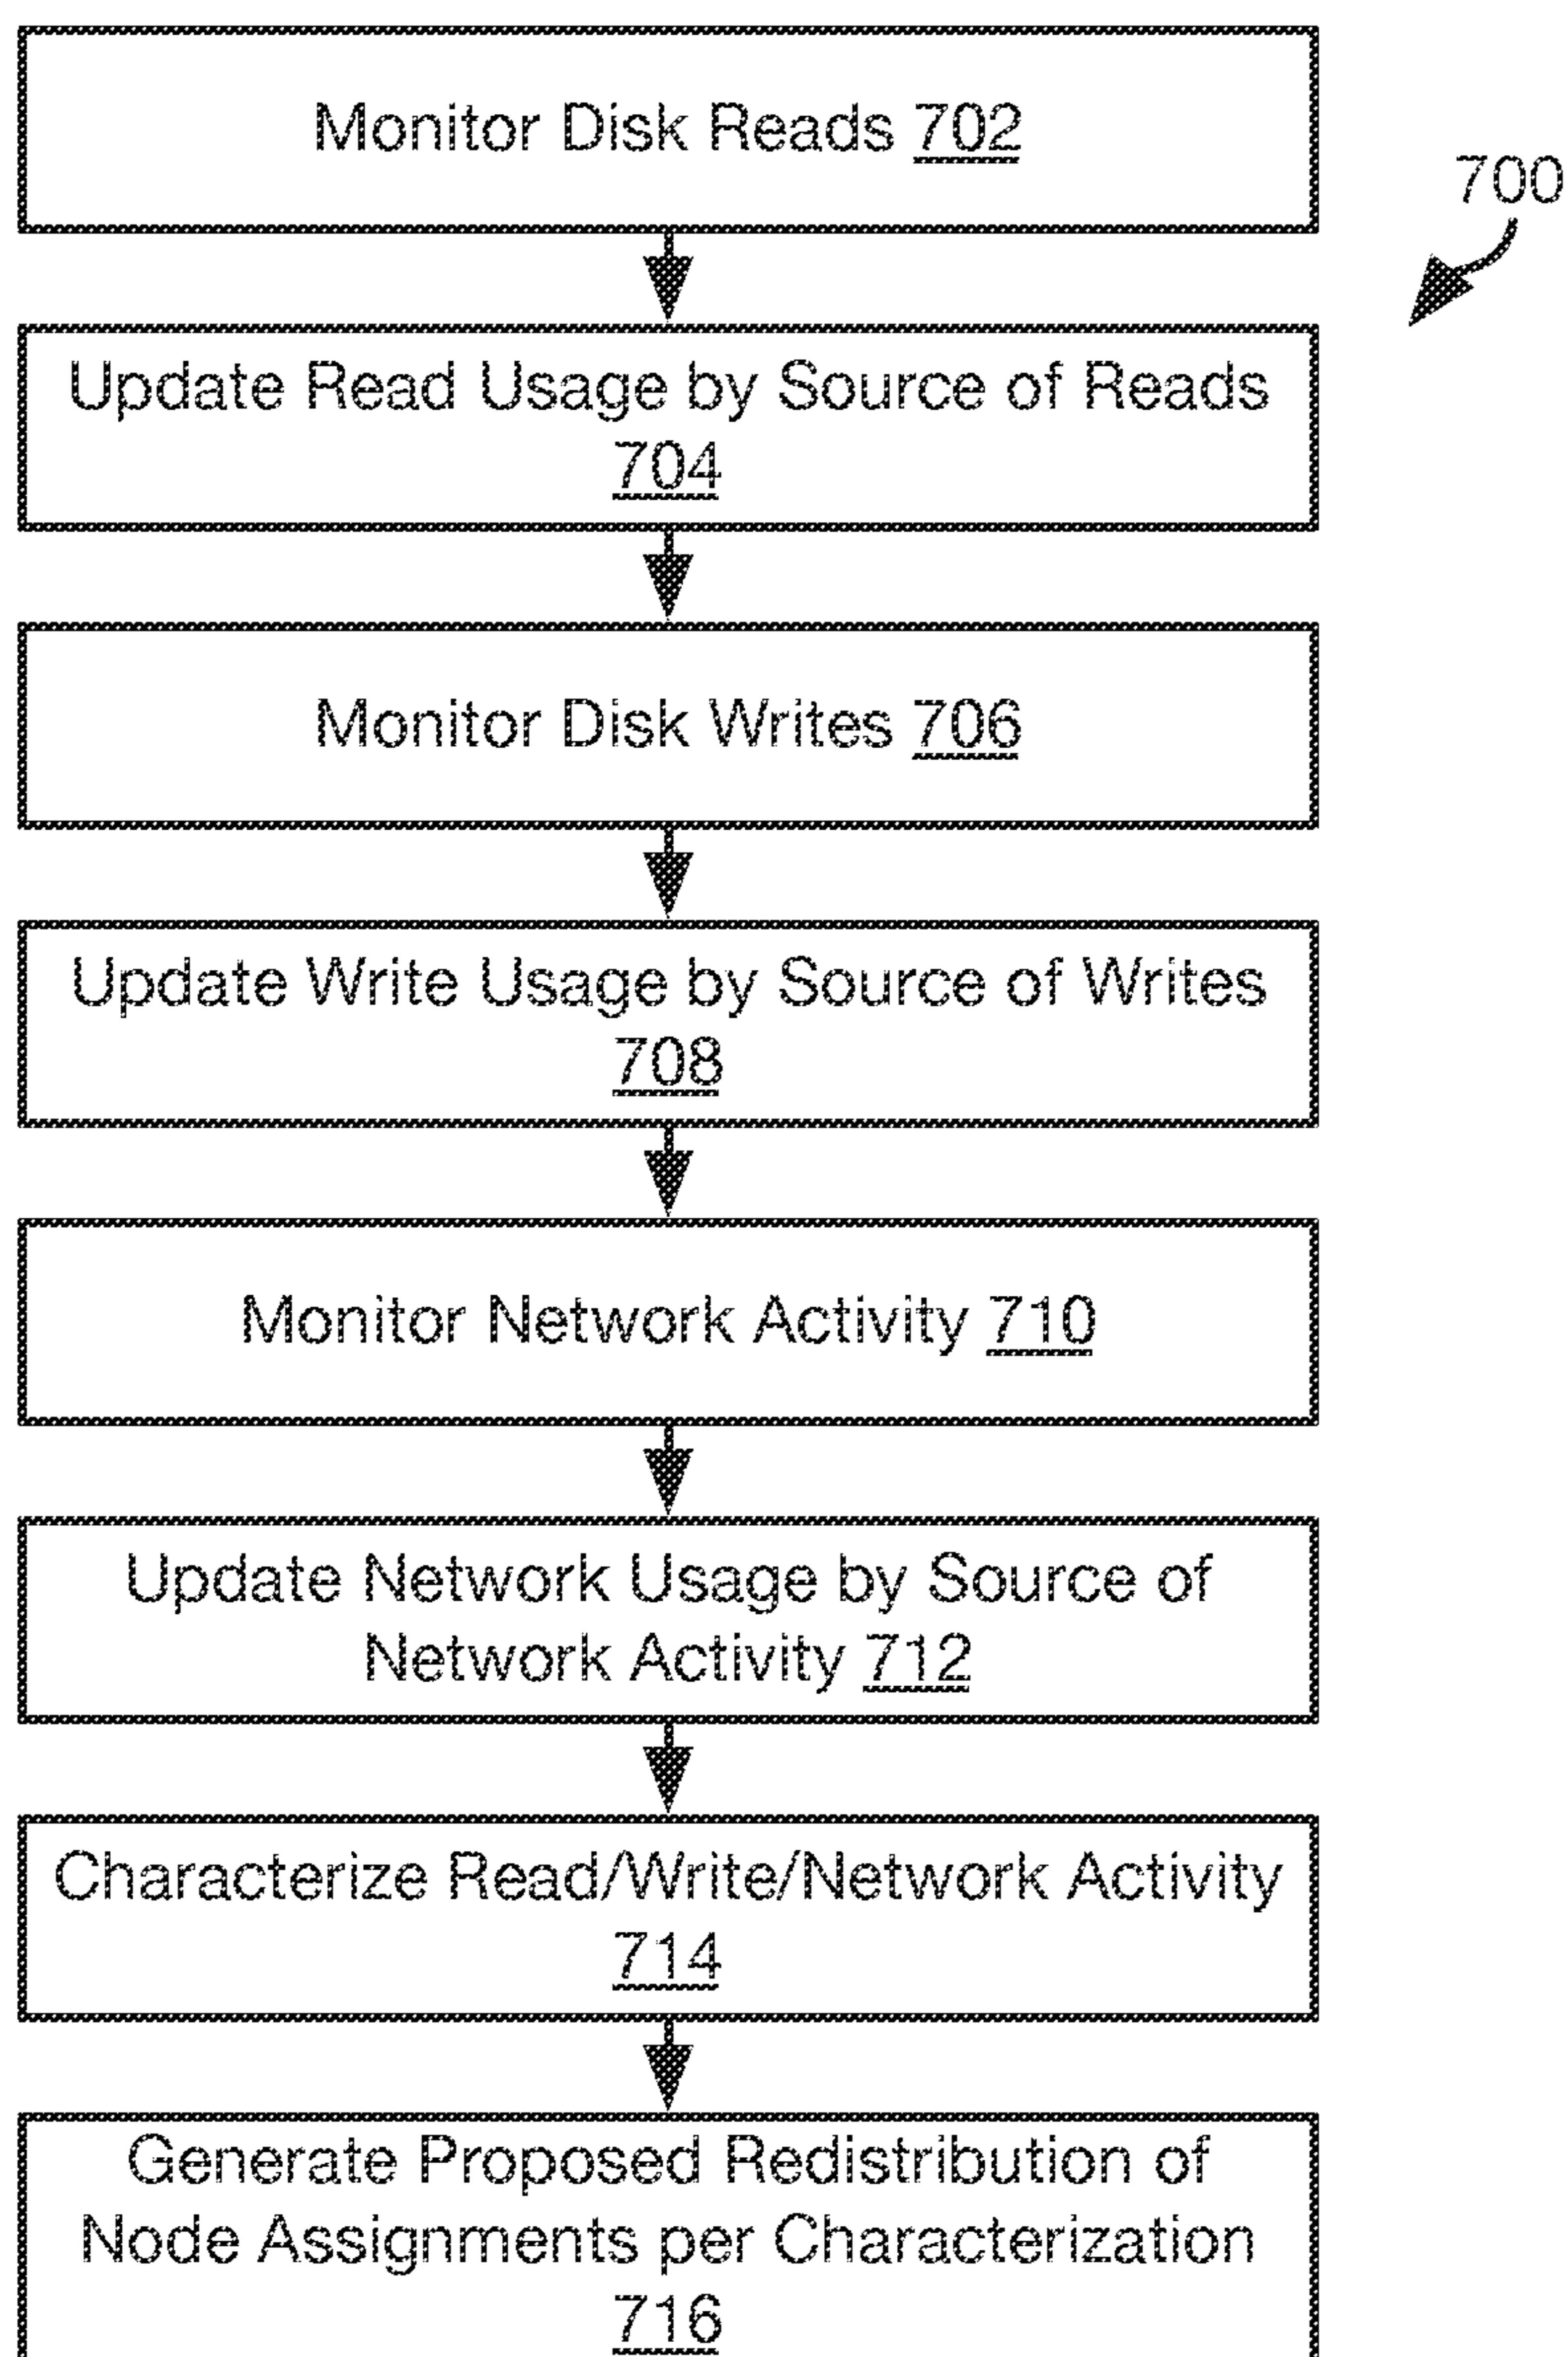 Monitor Disk Reads 702
700
Update Read Usage by Source of Reads
704
Monitor Disk Writes 706
Update Write Usage by Source of Writes
708
Monitor Network Activity 710
Update Network Usage by Source of
Network Activity 712
Characterize Read/Write/Network Activity
714
Generate Proposed Redistribution of
Node Assignments per Characterization
716